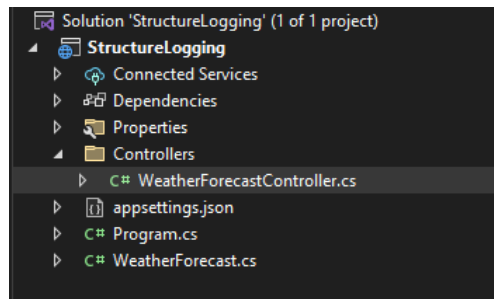 Solution 'StructureLogging' (1 of 1 project)
StructureLogging
Connected Services
Dependencies
Properties
Controllers
C# WeatherForecastController.cs
appsettings.json
C# Program.cs
C# WeatherForecast.cs